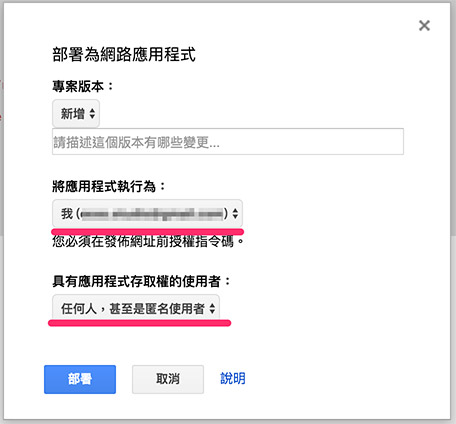 部署為網路應用程式
專案版本：
新增
請描述這個版本有哪些變更...
將應用程式執行為：
我 (
您必須在發佈網址前授權指令碼。
具有應用程式存取權的使用者：
任何人，甚至是匿名使用者
部署 取消 說明